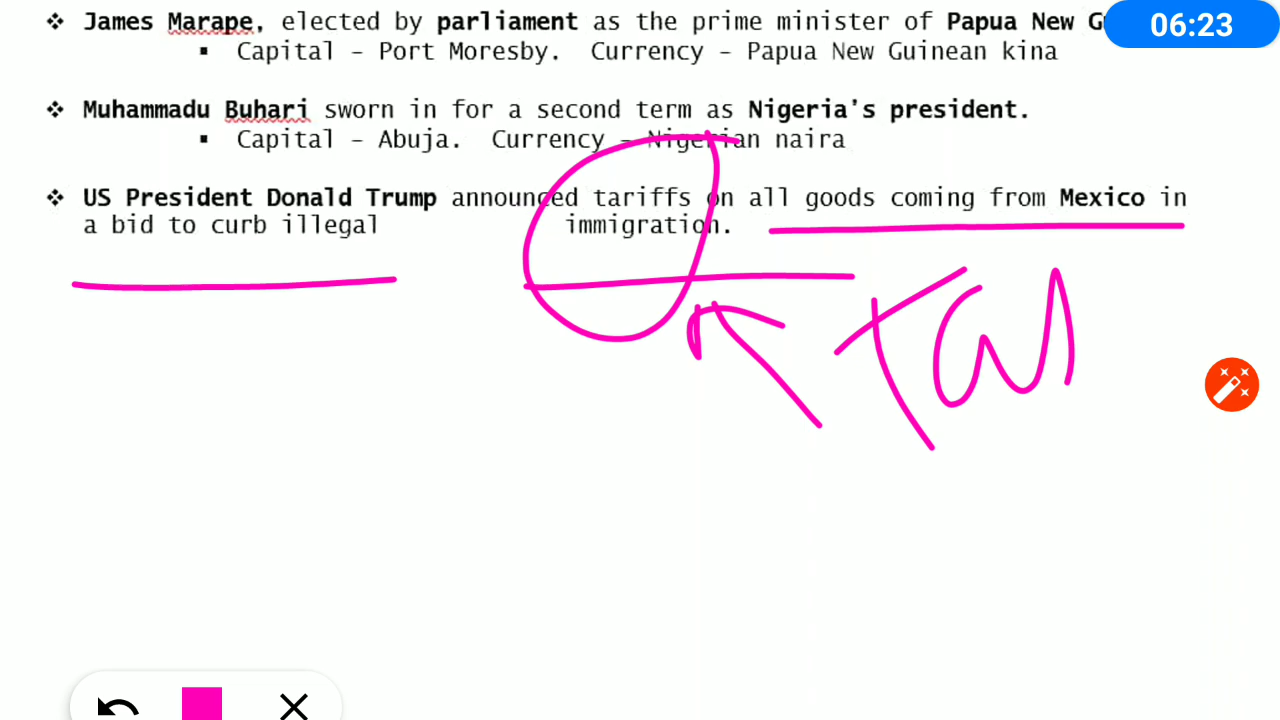 ❖ James Marape, elected by parliament as the prime minister of Papua New G
06:23
▪ Capital – Port Moresby. Currency – Papua New Guinean kina
❖ Muhammadu Buhari sworn in for a second term as Nigeria's president.
▪ Capital – Abuja. Currency – Nigerian naira
❖ US President Donald Trump announced tariffs on all goods coming from Mexico in
a bid to curb illegal immigration.